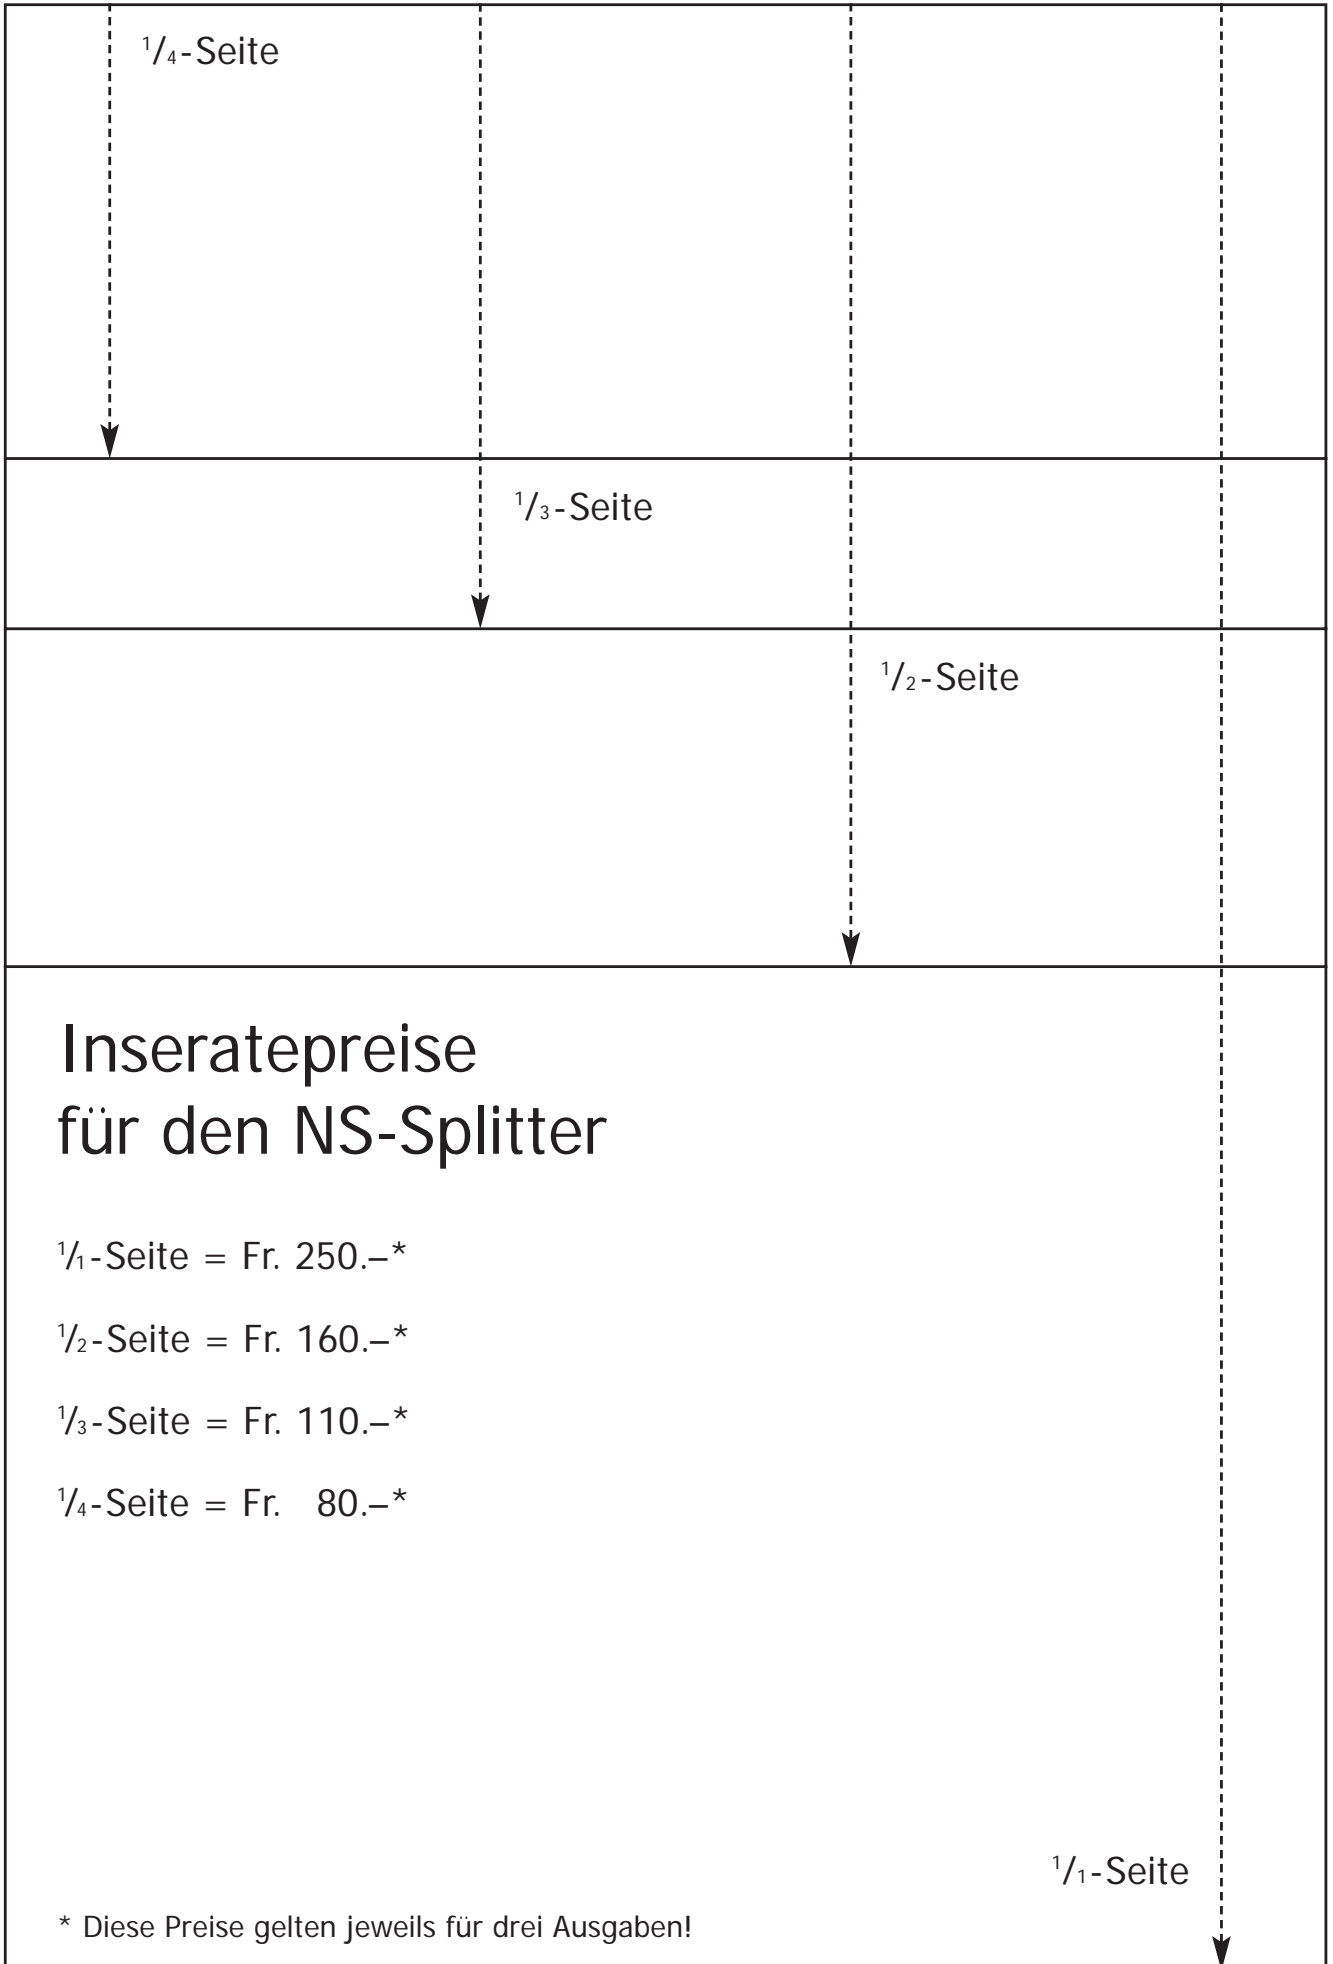 1/4-Seite
1/3-Seite
1/2-Seite
Inseratepreise
für den NS-Splitter
1/1-Seite = Fr. 250.–*
1/2-Seite = Fr. 160.–*
1/3-Seite = Fr. 110.–*
1/4-Seite = Fr. 80.–*
1/1-Seite
* Diese Preise gelten jeweils für drei Ausgaben!